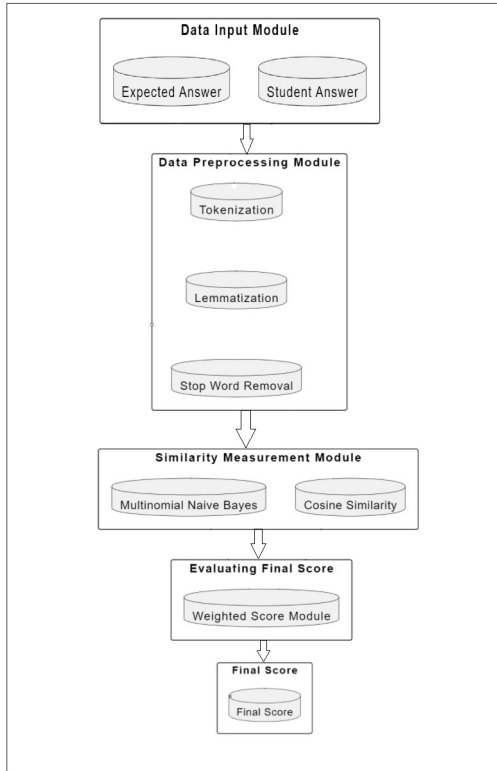 Data Input Module
Expected Answer
Student Answer
Data Preprocessing Module
Tokenization
Lemmatization
Stop Word Removal
Similarity Measurement Module
Multinomial Naive Bayes
Cosine Similarity
Evaluating Final Score
Weighted Score Module
Final Score
Final Score